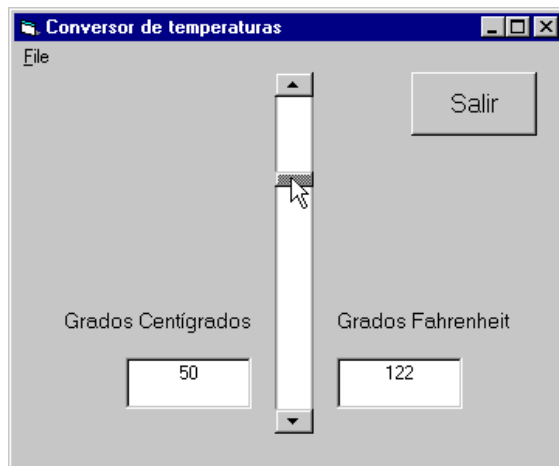 Conversor de temperaturas
File
Salir
Grados Centígrados
Grados Fahrenheit
50
122